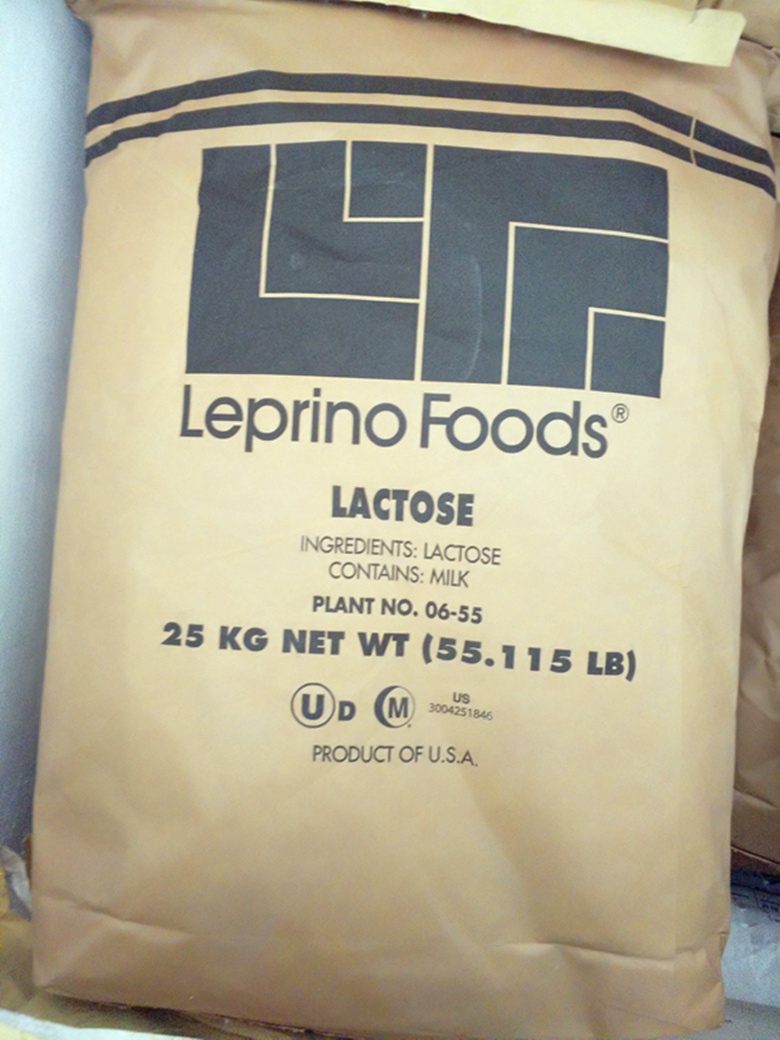 Leprino Foods®
LACTOSE
INGREDIENTS: LACTOSE
CONTAINS: MILK
PLANT NO. 06-55
25 KG NET WT (55.115 LB)
U D M US
3004251846
PRODUCT OF U.S.A.